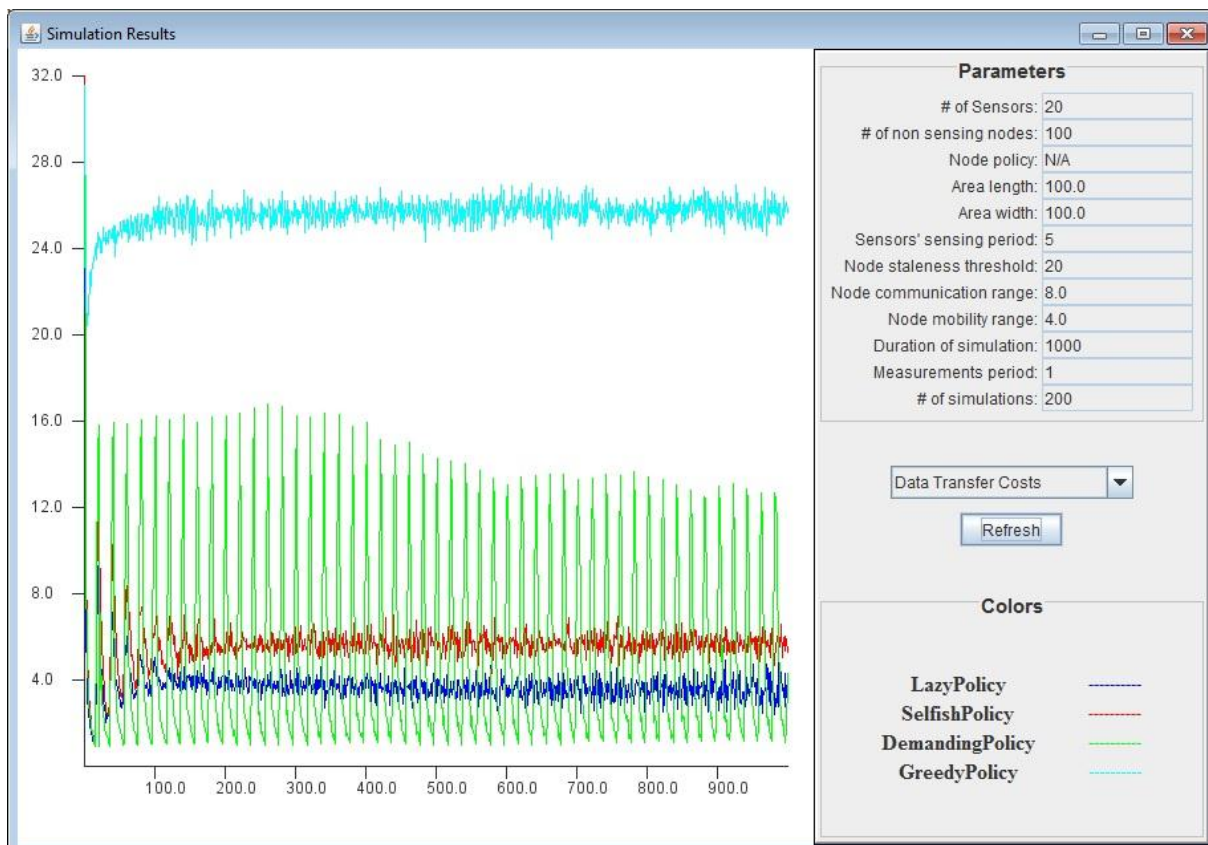 Simulation Results
32.0
28.0
24.0
20.0
16.0
12.0
8.0
4.0
100.0 200.0 300.0 400.0 500.0 600.0 700.0 800.0 900.0
Parameters
# of Sensors: 20
# of non sensing nodes: 100
Node policy: N/A
Area length: 100.0
Area width: 100.0
Sensors' sensing period: 5
Node staleness threshold: 20
Node communication range: 8.0
Node mobility range: 4.0
Duration of simulation: 1000
Measurements period: 1
# of simulations: 200
Data Transfer Costs
Refresh
Colors
LazyPolicy
SelfishPolicy
DemandingPolicy
GreedyPolicy